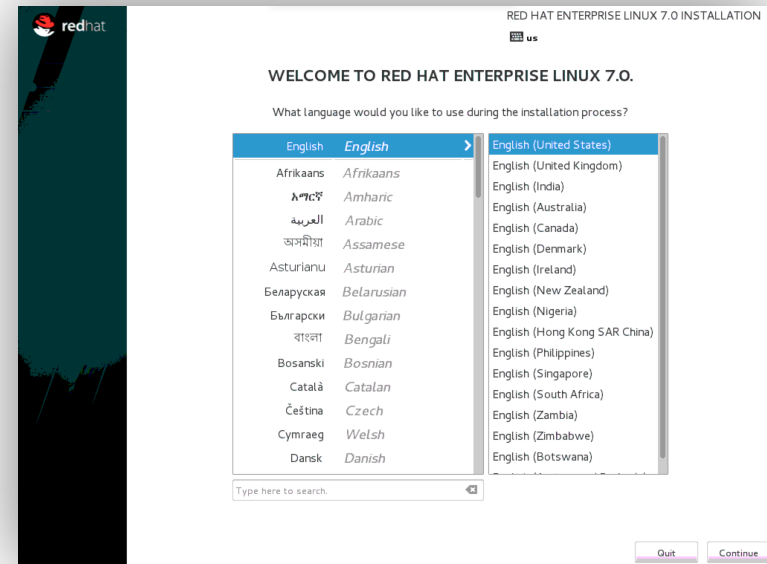 redhat
RED HAT ENTERPRISE LINUX 7.0 INSTALLATION
us
WELCOME TO RED HAT ENTERPRISE LINUX 7.0.
What language would you like to use during the installation process?
English English
Afrikaans Afrikaans
አማርኛ Amharic
العربية Arabic
অসমীয়া Assamese
Asturianu Asturian
Беларуская Belarusian
Български Bulgarian
বাংলা Bengali
Bosanski Bosnian
Català Catalan
Čeština Czech
Cymraeg Welsh
Dansk Danish
English (United States)
English (United Kingdom)
English (India)
English (Australia)
English (Canada)
English (Denmark)
English (Ireland)
English (New Zealand)
English (Nigeria)
English (Hong Kong SAR China)
English (Philippines)
English (Singapore)
English (South Africa)
English (Zambia)
English (Zimbabwe)
English (Botswana)
Type here to search.
Quit Continue